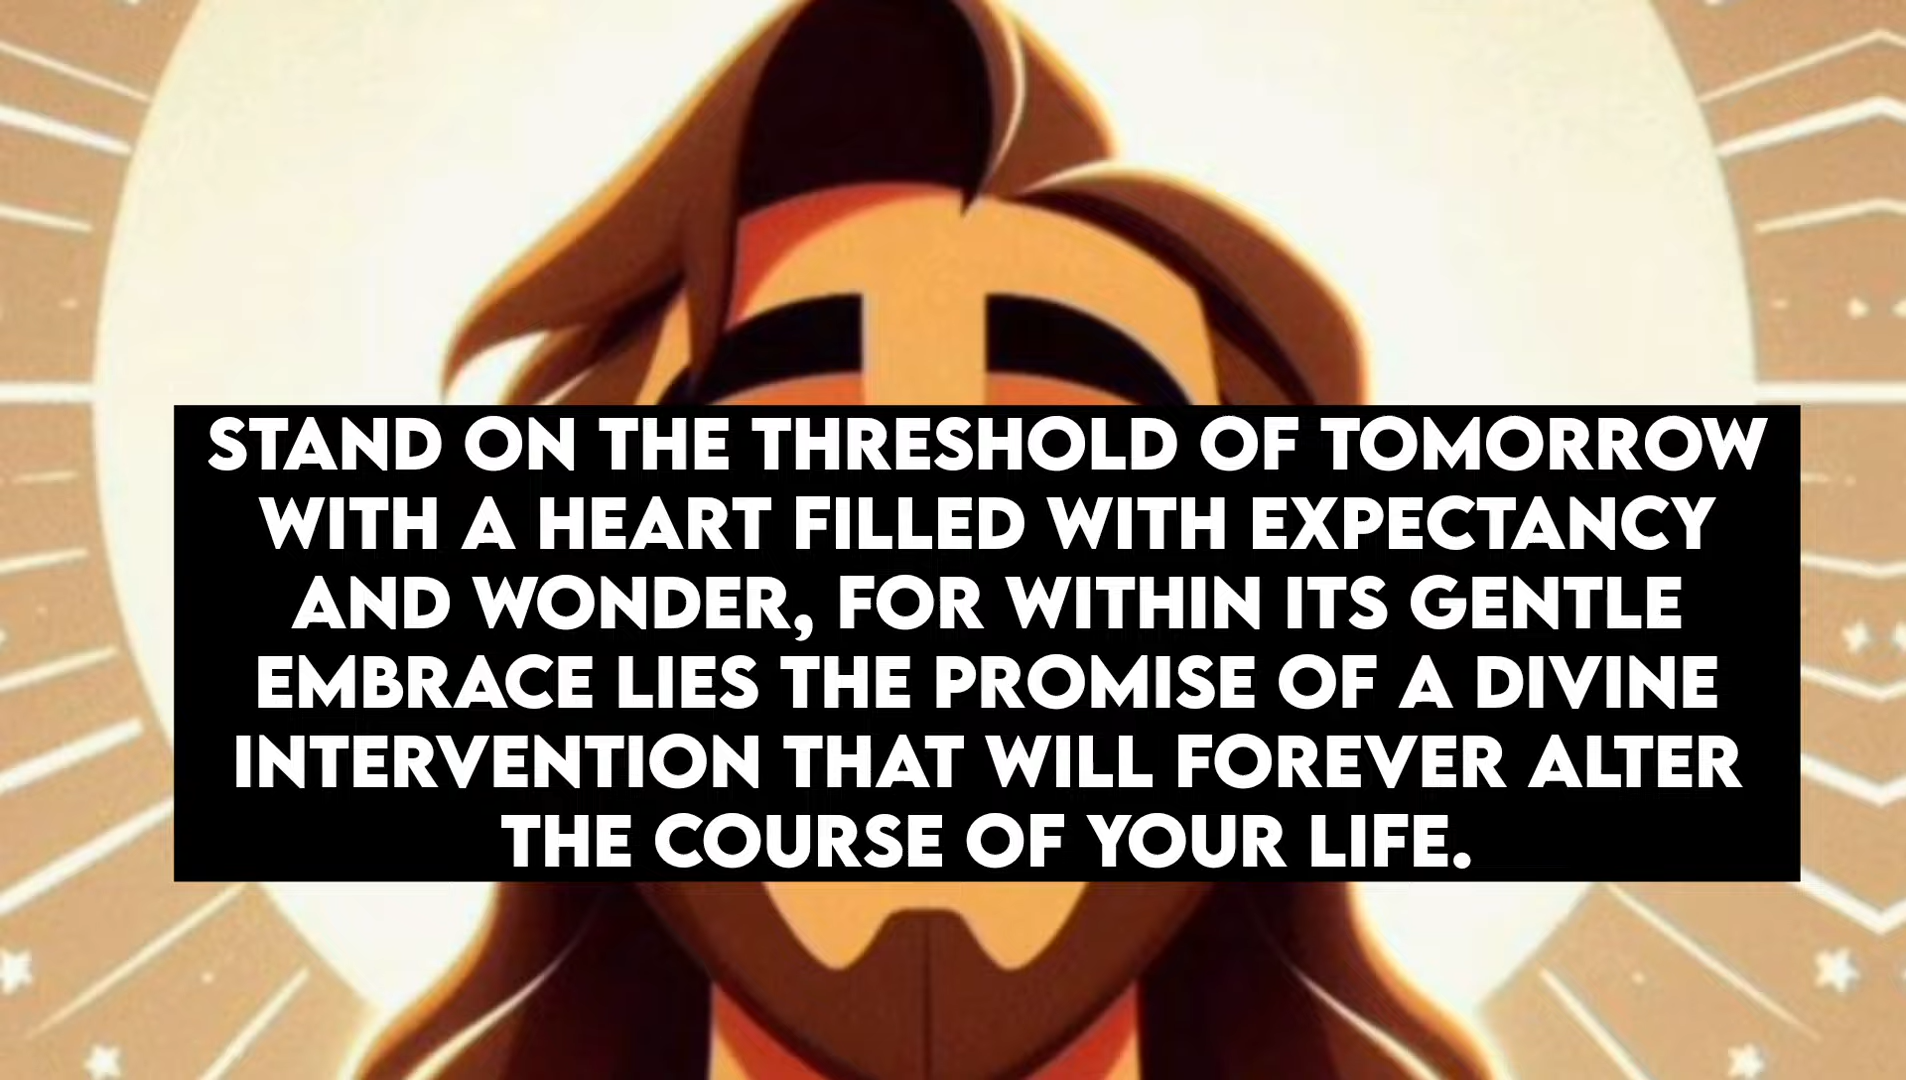 STAND ON THE THRESHOLD OF TOMORROW
WITH A HEART FILLED WITH EXPECTANCY
AND WONDER, FOR WITHIN ITS GENTLE
EMBRACE LIES THE PROMISE OF A DIVINE
INTERVENTION THAT WILL FOREVER ALTER
THE COURSE OF YOUR LIFE.